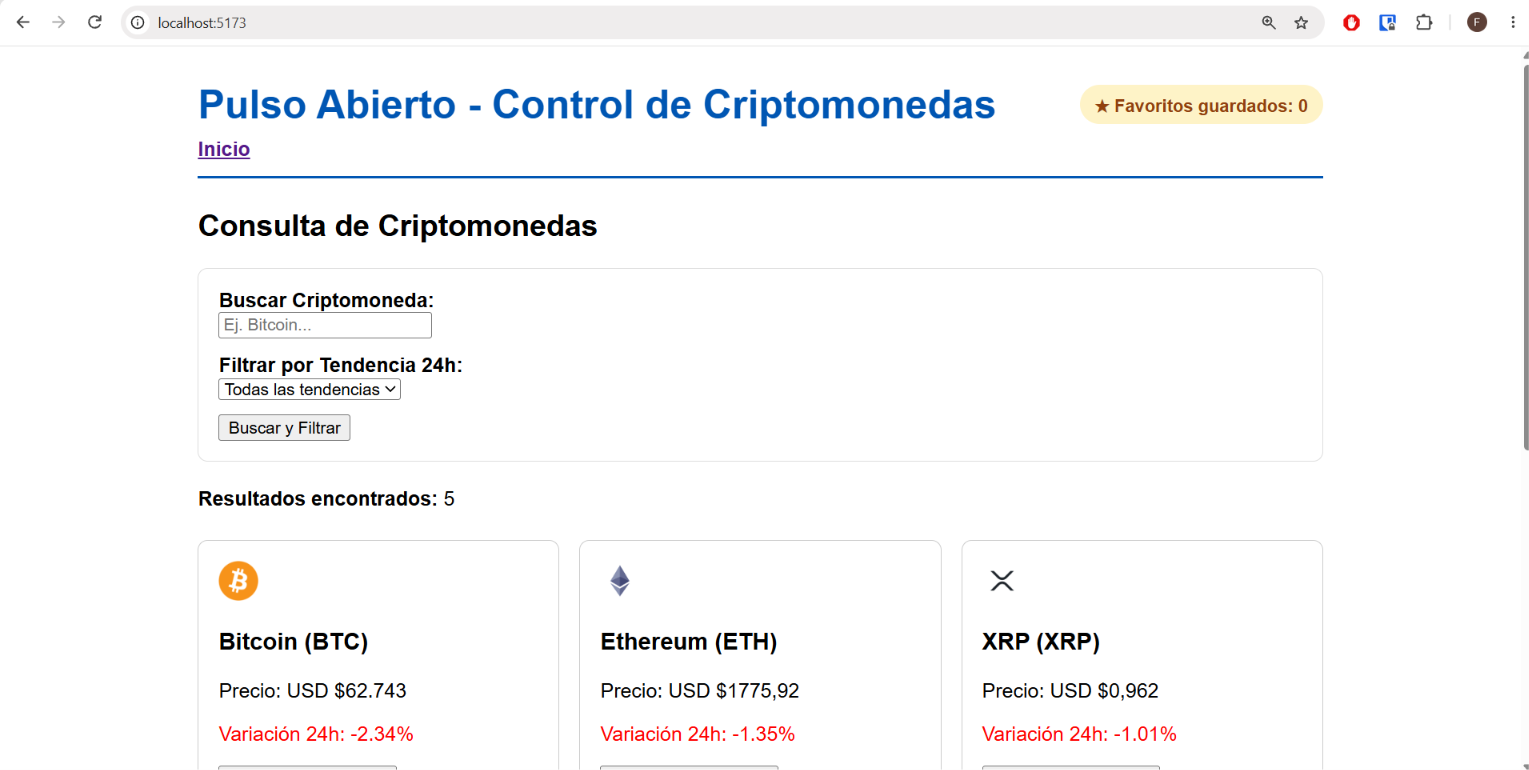 localhost:5173
F
Pulso Abierto - Control de Criptomonedas
★ Favoritos guardados: 0
Inicio
Consulta de Criptomonedas
Buscar Criptomoneda:
Ej. Bitcoin...
Filtrar por Tendencia 24h:
Todas las tendencias
Buscar y Filtrar
Resultados encontrados: 5
Bitcoin (BTC)
Precio: USD $62.743
Variación 24h: -2.34%
Ethereum (ETH)
Precio: USD $1775,92
Variación 24h: -1.35%
XRP (XRP)
Precio: USD $0,962
Variación 24h: -1.01%